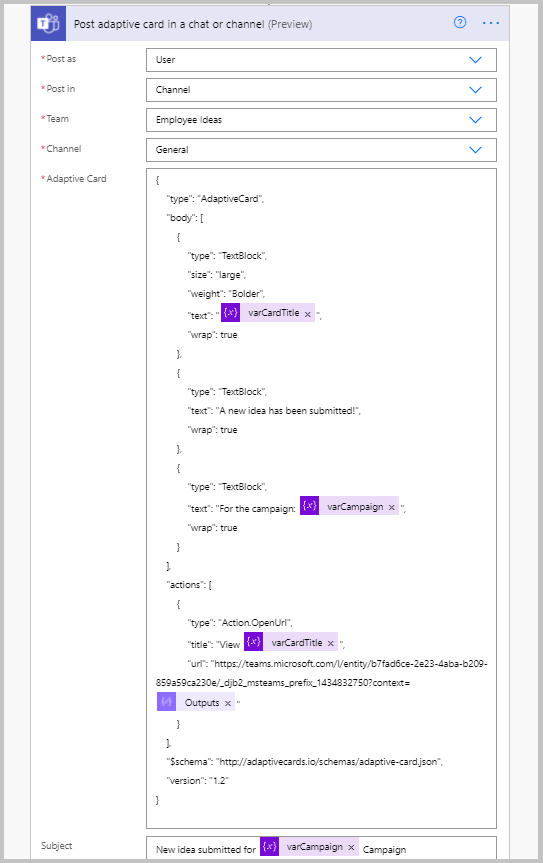 Post adaptive card in a chat or channel (Preview)
*Post as
User
*Post in
Channel
*Team
Employee Ideas
*Channel
General
*Adaptive Card
{
"type": "AdaptiveCard",
"body": [
{
"type": "TextBlock",
"size": "large",
"weight": "Bolder",
"text": " {x} varCardTitle × ",
"wrap": true
},
{
"type": "TextBlock",
"text": "A new idea has been submitted!",
"wrap": true
},
{
"type": "TextBlock",
"text": "For the campaign: {x} varCampaign × ",
"wrap": true
}
],
"actions": [
{
"type": "Action.OpenUrl",
"title": "View {x} varCardTitle × ",
"url": "https://teams.microsoft.com/l/entity/b7fad6ce-2e23-4aba-b209-
859a59ca230e/_djb2_msteams_prefix_1434832750?context=
Outputs × "
}
],
"$schema": "http://adaptivecards.io/schemas/adaptive-card.json",
"version": "1.2"
}
Subject
New idea submitted for {x} varCampaign × Campaign